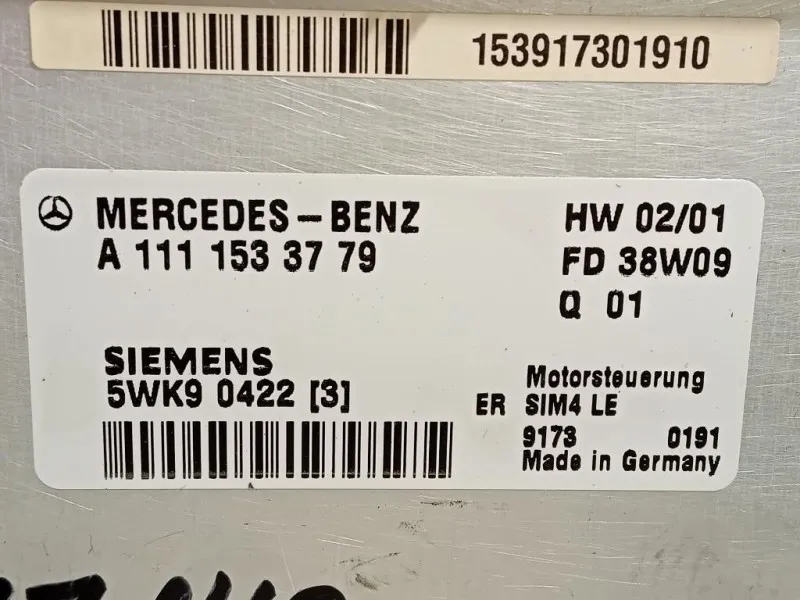 153917301910
MERCEDES-BENZ
A 111 153 37 79
HW 02/01
FD 38W09
Q 01
SIEMENS
5WK9 0422 [3]
Motorsteuerung
ER SIM4 LE
9173 0191
Made in Germany